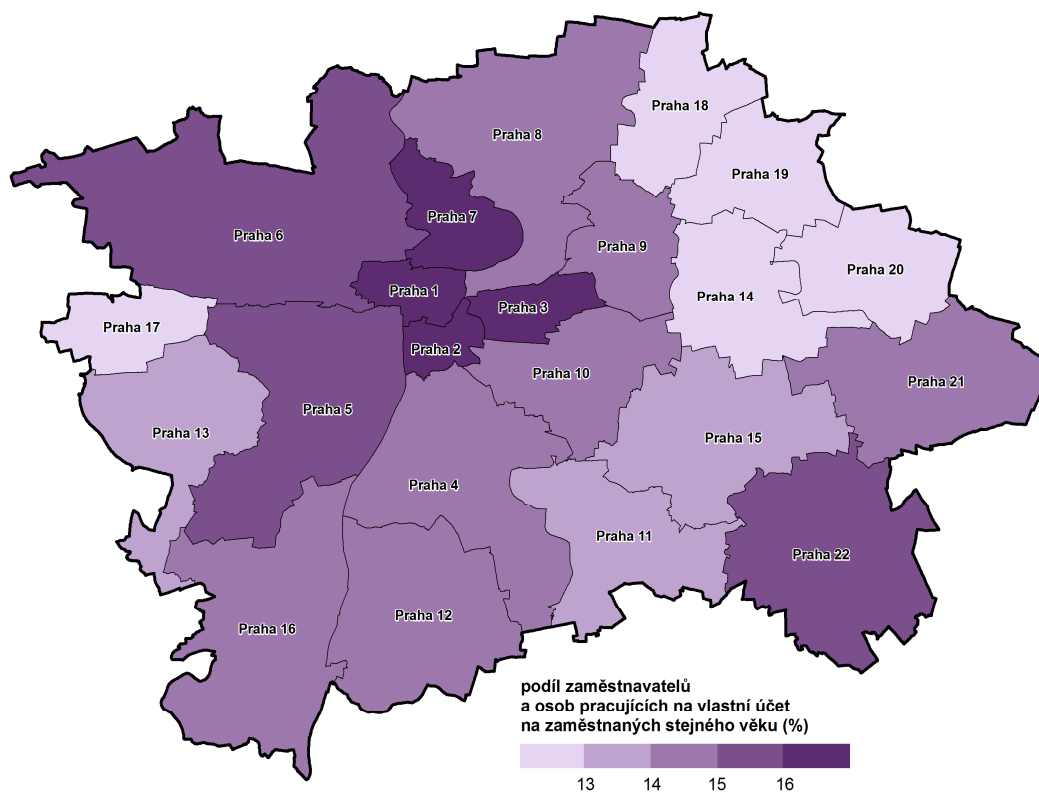 Praha 18
Praha 8
Praha 19
Praha 7
Praha 6
Praha 9
Praha 20
Praha 1
Praha 14
Praha 3
Praha 17
Praha 2
Praha 10
Praha 21
Praha 5
Praha 13
Praha 15
Praha 4
Praha 11
Praha 22
Praha 12
Praha 16
podíl zaměstnavatelů
a osob pracujících na vlastní účet
na zaměstnaných stejného věku (%)
13 14 15 16